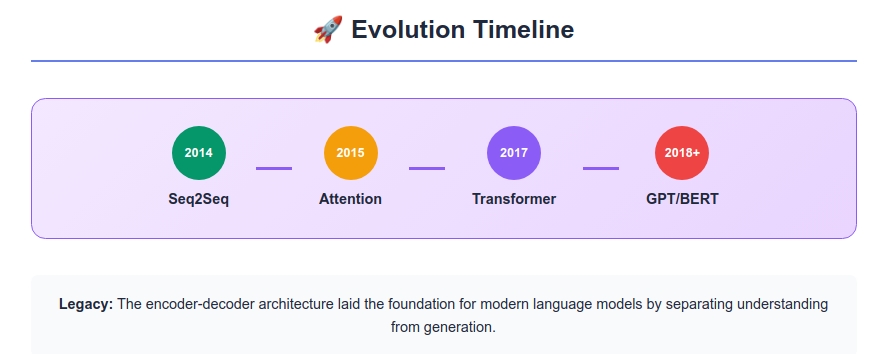 🚀 Evolution Timeline
2014
2015
2017
2018+
Seq2Seq
Attention
Transformer
GPT/BERT
Legacy: The encoder-decoder architecture laid the foundation for modern language models by separating understanding
from generation.